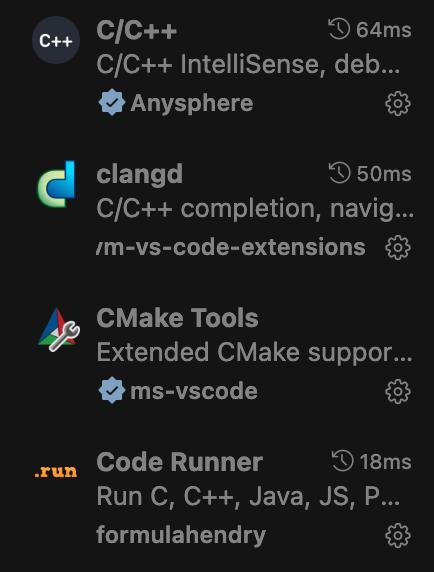 C++
C/C++ 64ms
C/C++ IntelliSense, deb...
Anysphere
clangd 50ms
C/C++ completion, navig...
vm-vs-code-extensions
CMake Tools
Extended CMake suppor...
ms-vscode
.run
Code Runner 18ms
Run C, C++, Java, JS, P...
formulahendry